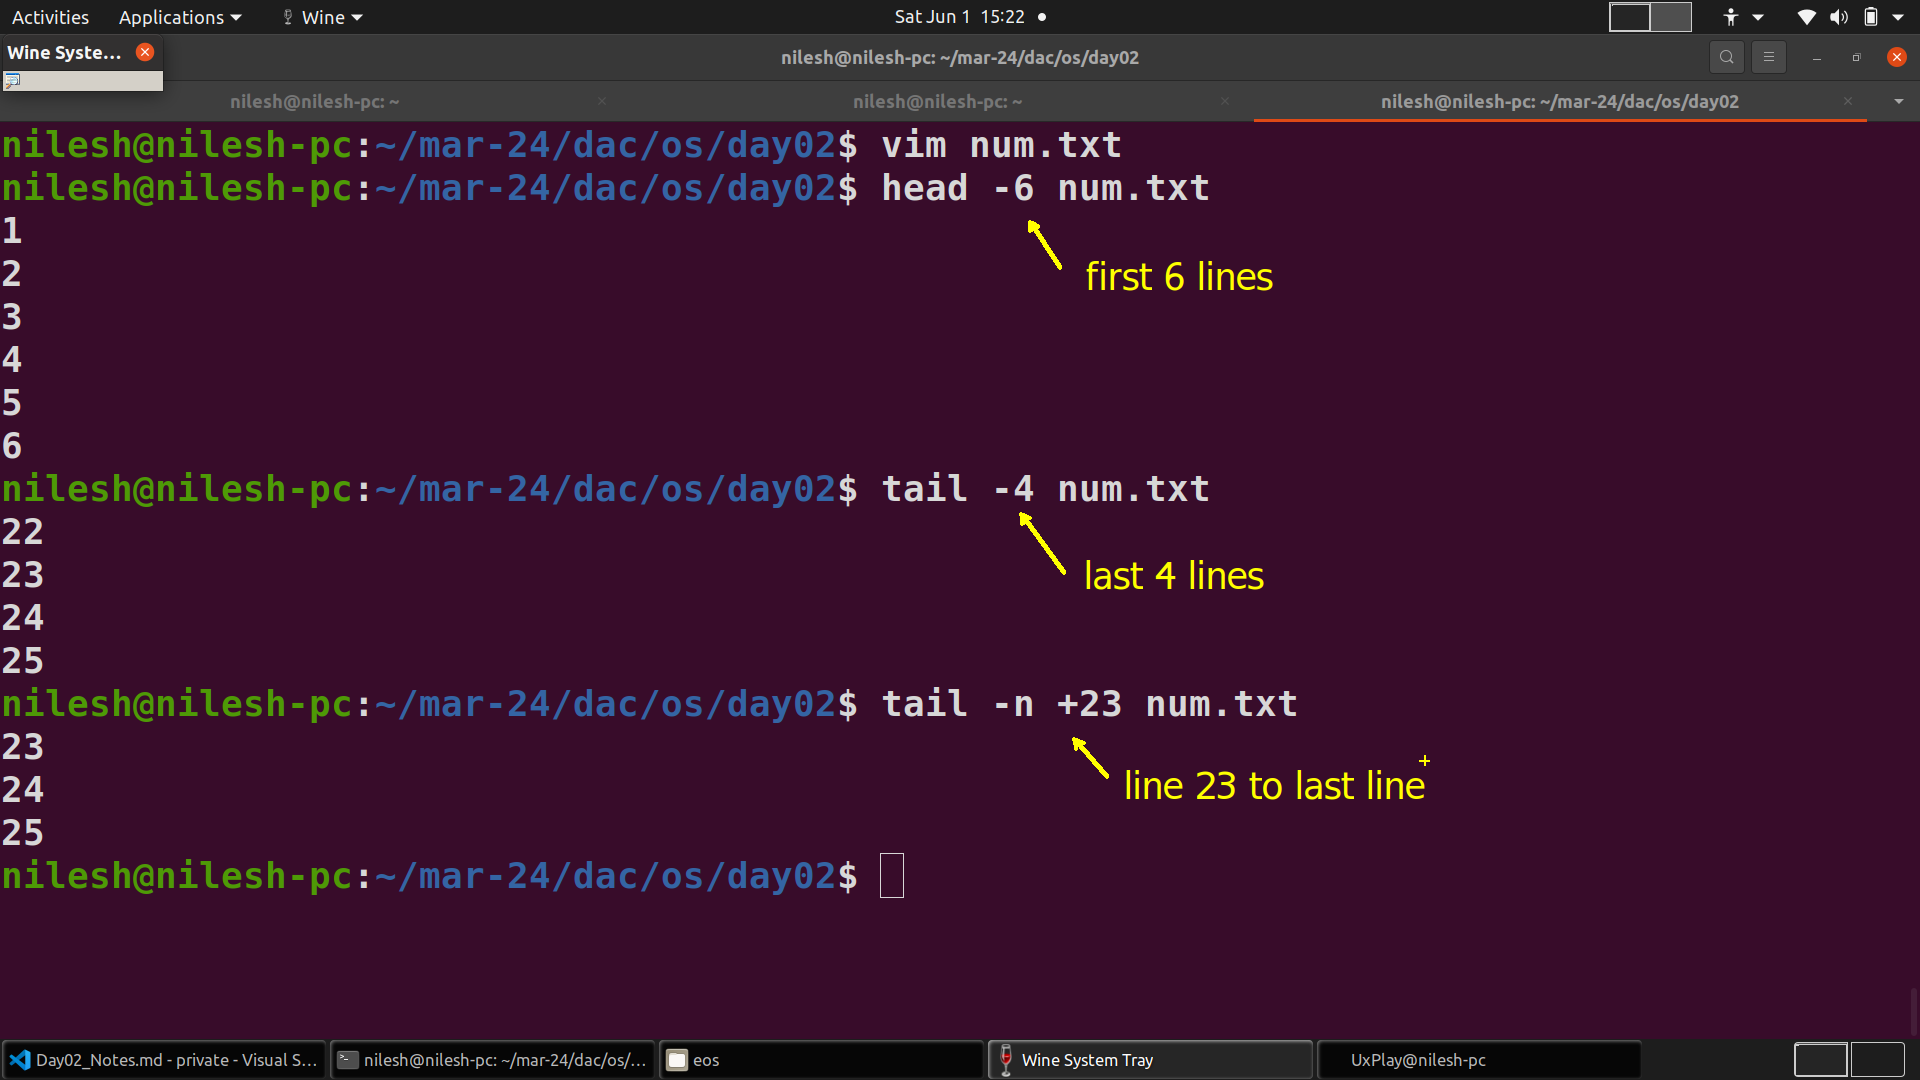 Activities Applications Wine Sat Jun 1 15:22
Wine Syste...
nilesh@nilesh-pc: ~/mar-24/dac/os/day02
nilesh@nilesh-pc: ~ nilesh@nilesh-pc: ~ nilesh@nilesh-pc: ~/mar-24/dac/os/day02
nilesh@nilesh-pc:~/mar-24/dac/os/day02$ vim num.txt
nilesh@nilesh-pc:~/mar-24/dac/os/day02$ head -6 num.txt
1
first 6 lines
2
3
4
5
6
nilesh@nilesh-pc:~/mar-24/dac/os/day02$ tail -4 num.txt
22
23
last 4 lines
24
25
nilesh@nilesh-pc:~/mar-24/dac/os/day02$ tail -n +23 num.txt
23
24
line 23 to last line
25
nilesh@nilesh-pc:~/mar-24/dac/os/day02$
Day02_Notes.md - private - Visual S... nilesh@nilesh-pc: ~/mar-24/dac/os/... eos Wine System Tray UxPlay@nilesh-pc